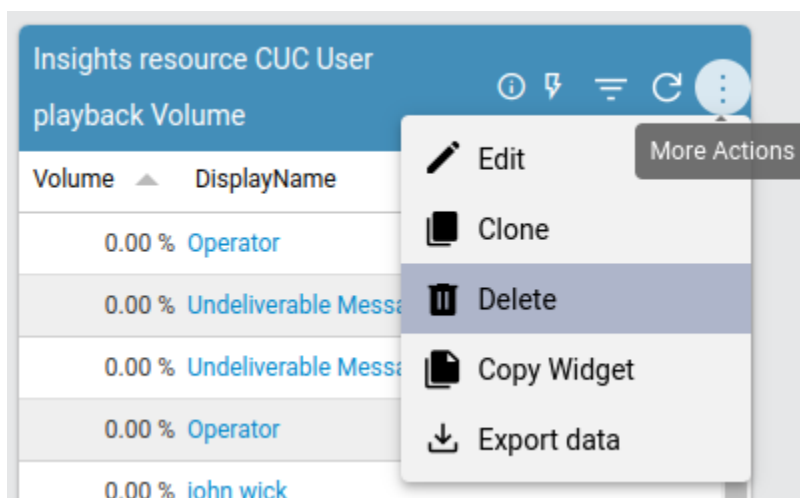 Insights resource CUC User
playback Volume
More Actions
Volume DisplayName
Edit
Clone
Delete
Copy Widget
Export data
0.00 % Operator
0.00 % Undeliverable Messa
0.00 % Undeliverable Messa
0.00 % Operator
0.00 % john wick